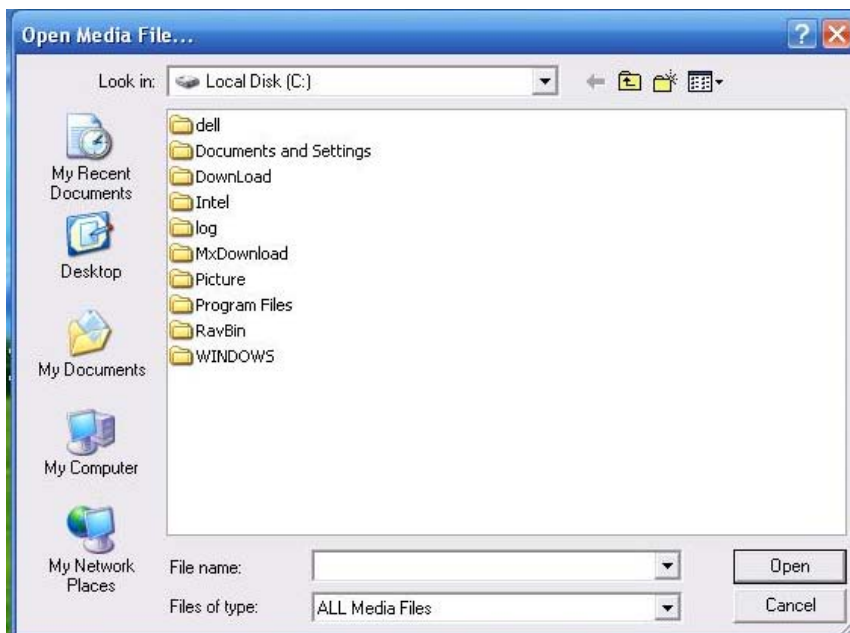 Open Media File...
Look in: Local Disk (C:)
My Recent
Documents
Desktop
My Documents
My Computer
My Network
Places
dell
Documents and Settings
DownLoad
Intel
log
MxDownload
Picture
Program Files
RavBin
WINDOWS
File name:
Open
Files of type: ALL Media Files
Cancel